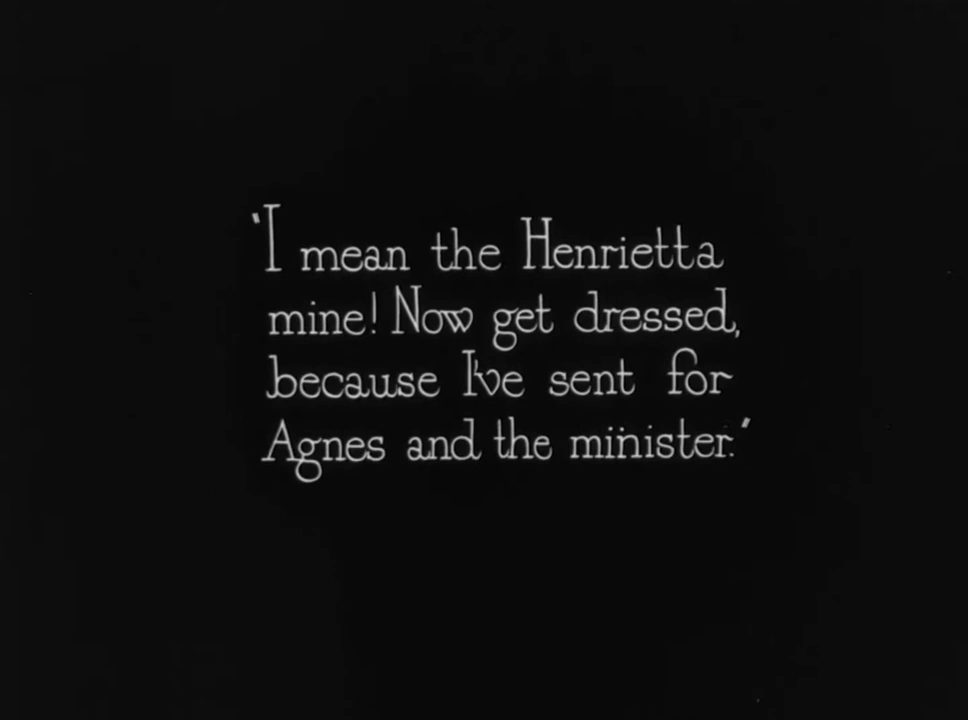 "I mean the Henrietta
mine! Now get dressed,
because I've sent for
Agnes and the minister."